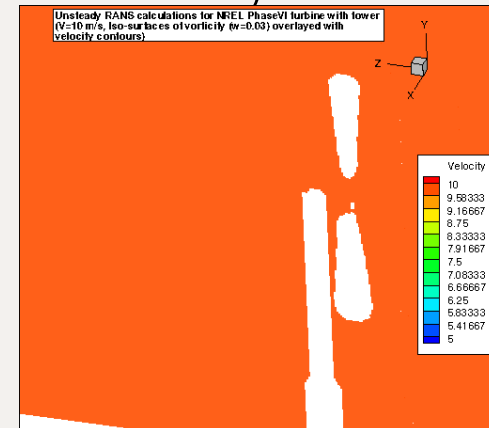 Unsteady RANS calculations for NREL PhaseVI turbine with tower
(V=10 m/s, Iso-surfaces of vorticity (w=0.03) overlayed with
velocity contours)
Y
Z
X
Velocity
10
9.58333
9.16667
8.75
8.33333
7.91667
7.5
7.08333
6.66667
6.25
5.83333
5.41667
5